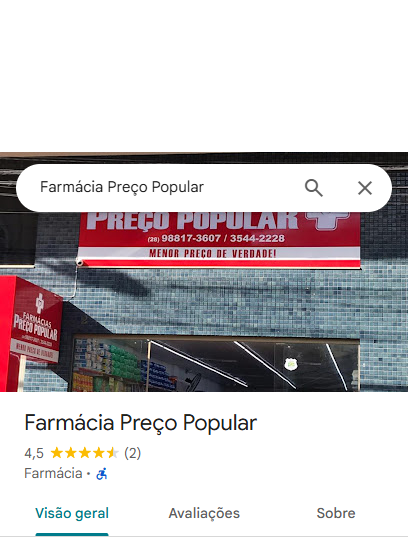 Farmácia Preço Popular
PREÇO POPULAR
(28) 98817-3607 / 3544-2228
MENOR PREÇO DE VERDADE!
FARMÁCIAS
PREÇO POPULAR
MENOR PREÇO DE VERDADE!
Farmácia Preço Popular
4,5 (2)
Farmácia ·
Visão geral Avaliações Sobre